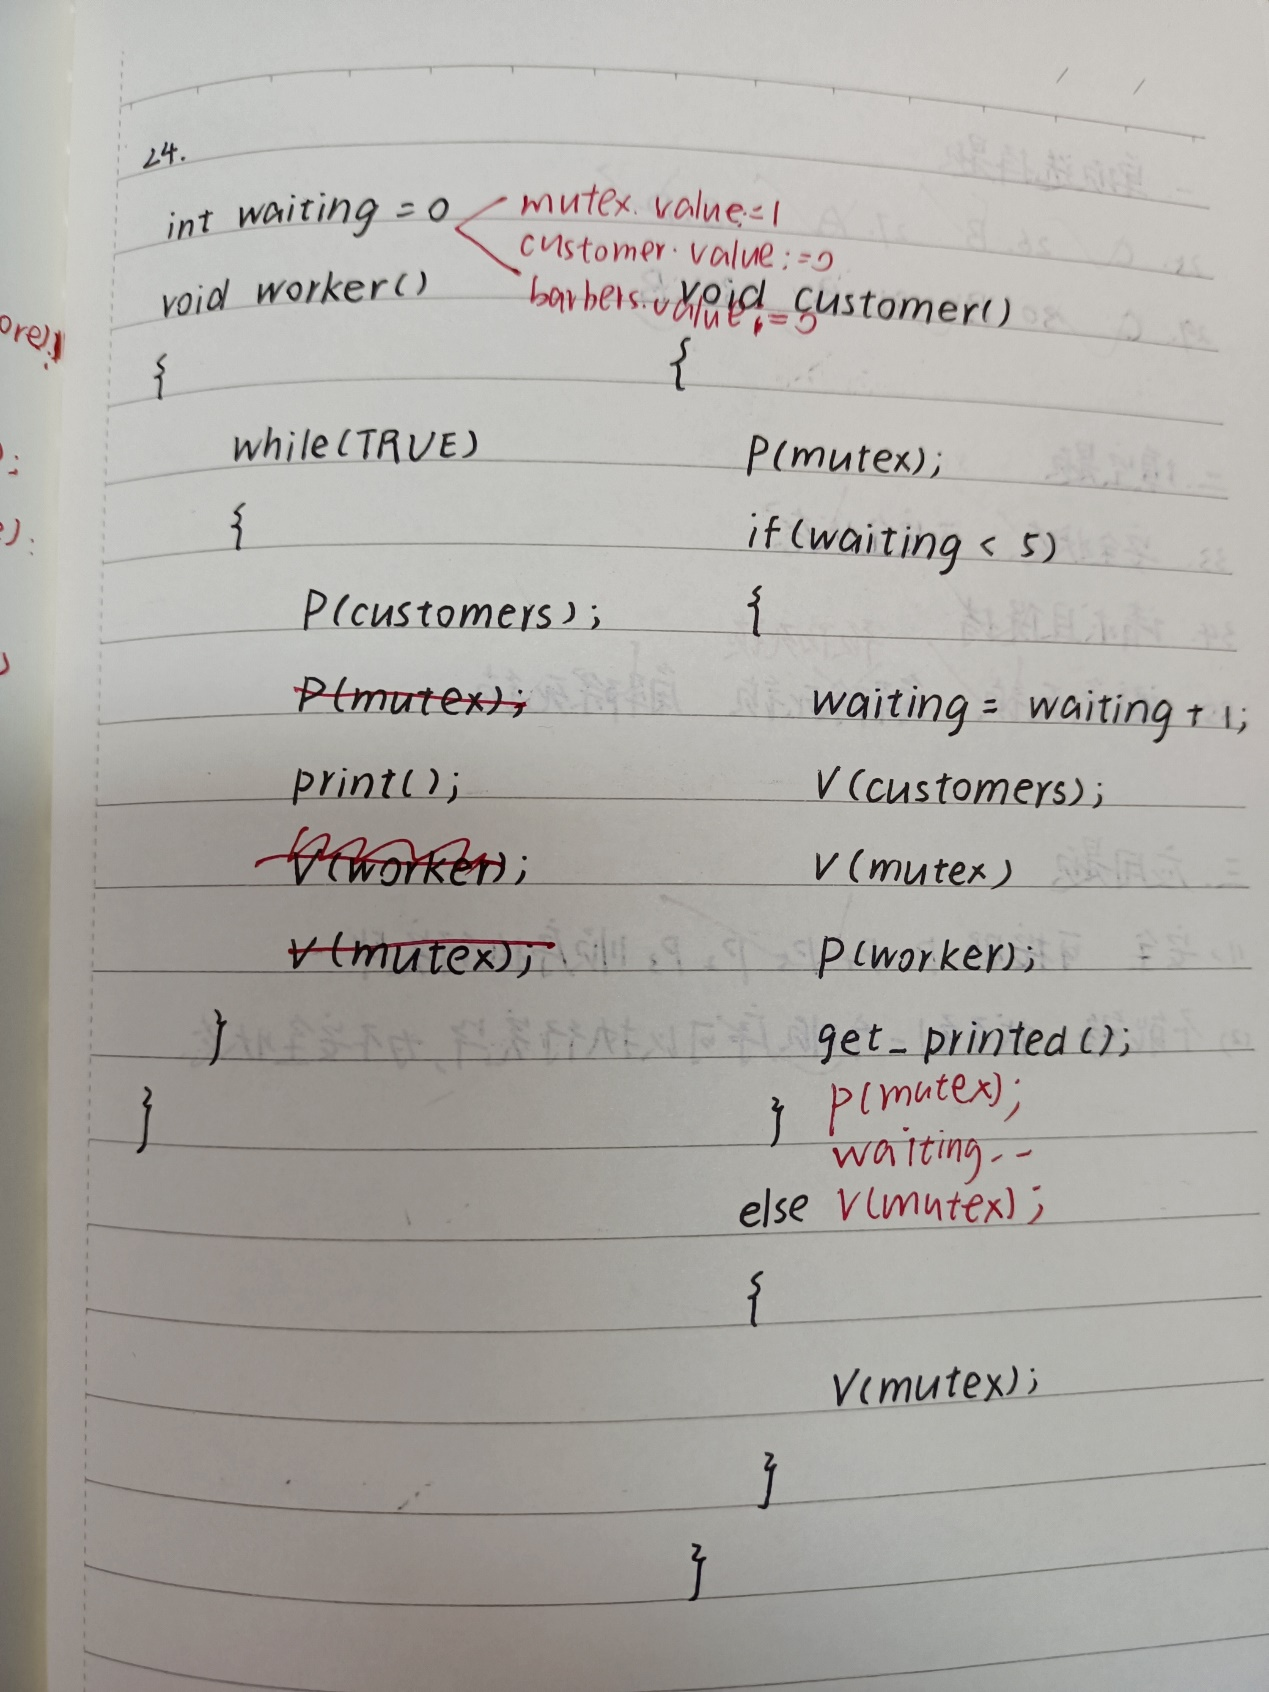 24.
int waiting = 0
mutex. value:=1
customer. value:=0
barbers. value:=0
void worker()
{
while(TRUE)
{
P(customers);
P(mutex);
print();
V(worker);
V(mutex);
}
}
void customer()
{
P(mutex);
if(waiting < 5)
{
waiting = waiting + 1;
V(customers);
V(mutex)
P(worker);
get_printed();
} P(mutex);
waiting--
else V(mutex);
{
V(mutex);
}
}